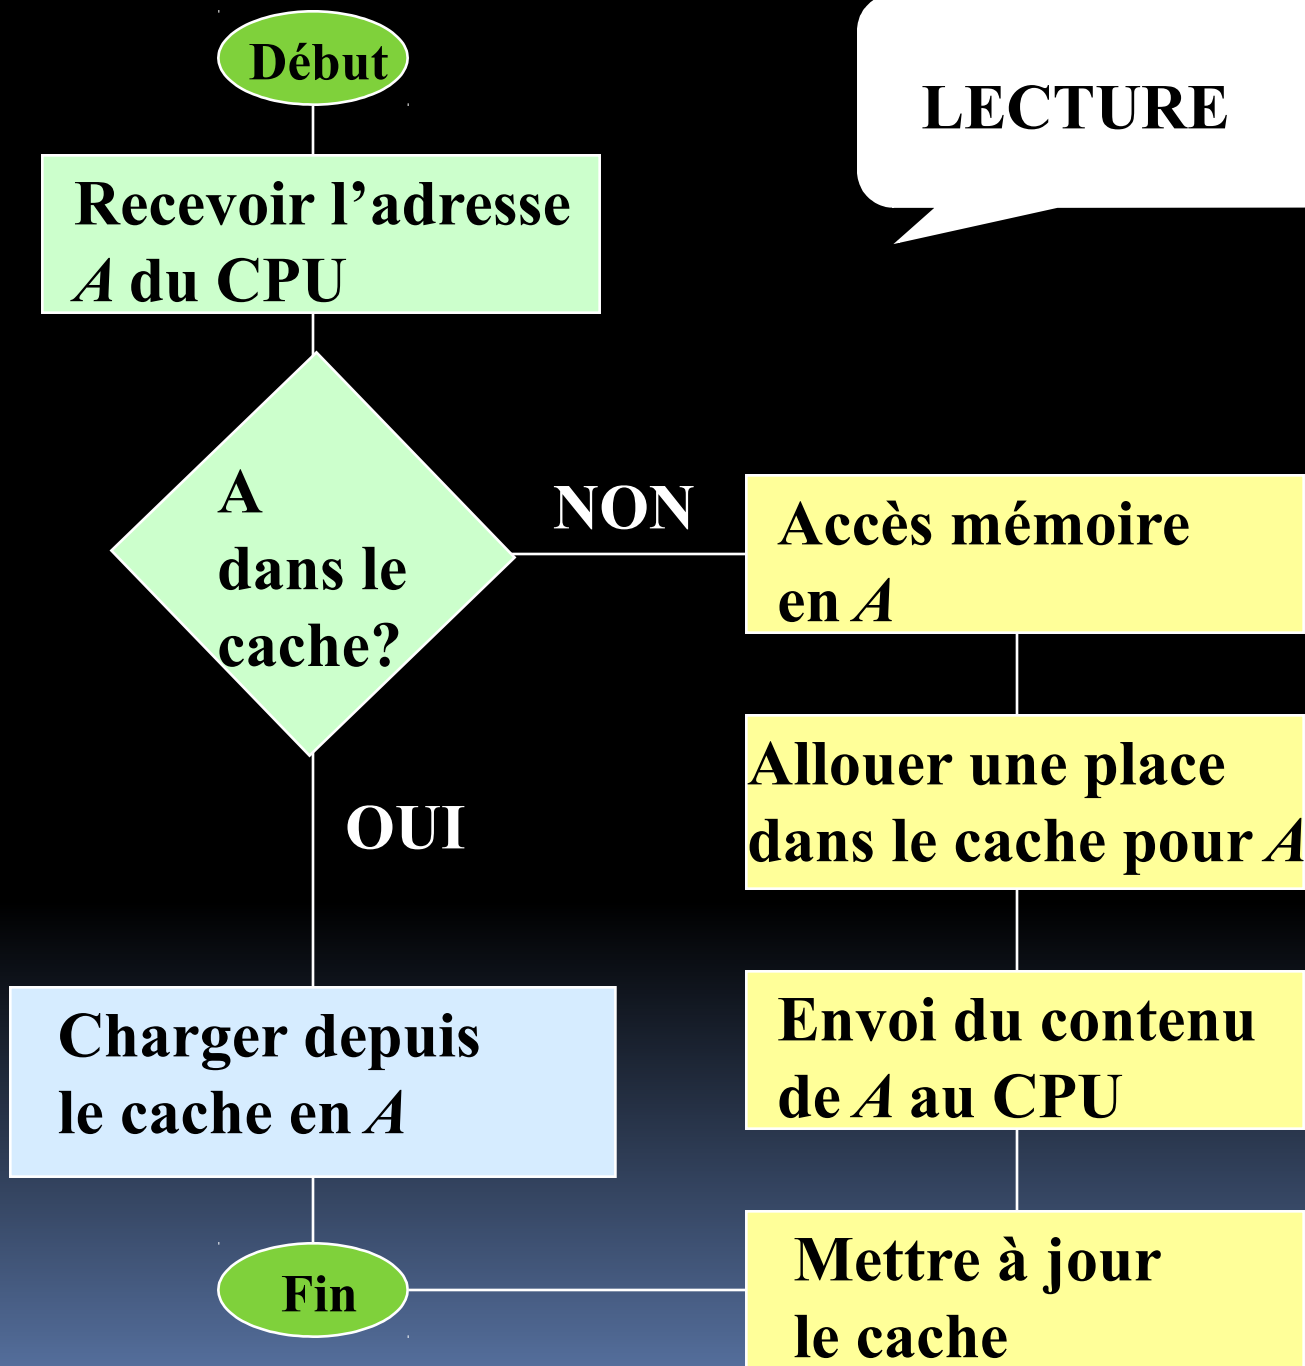 Début
LECTURE
Recevoir l’adresse
A du CPU
A
dans le
cache?
NON
Accès mémoire
en A
Allouer une place
dans le cache pour A
OUI
Charger depuis
le cache en A
Envoi du contenu
de A au CPU
Mettre à jour
le cache
Fin